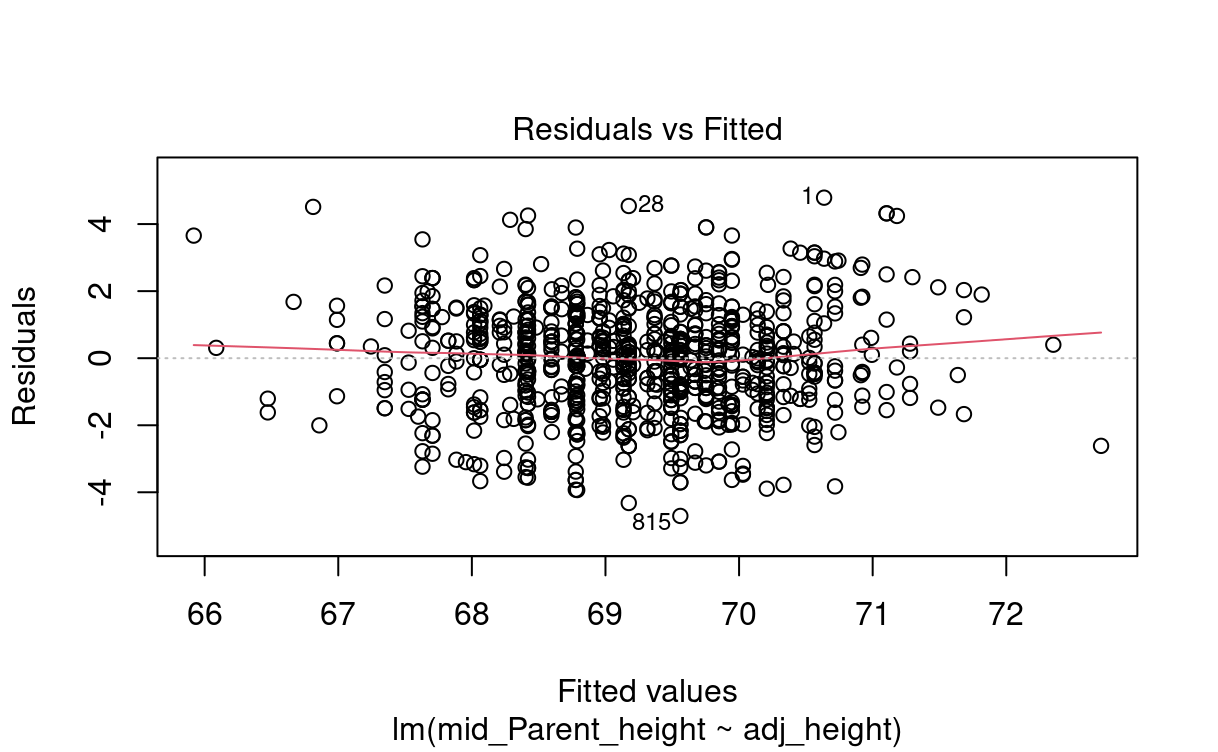 Residuals vs Fitted
Residuals
4
2
0
-2
-4
1
28
815
66 67 68 69 70 71 72
Fitted values
lm(mid_Parent_height ~ adj_height)